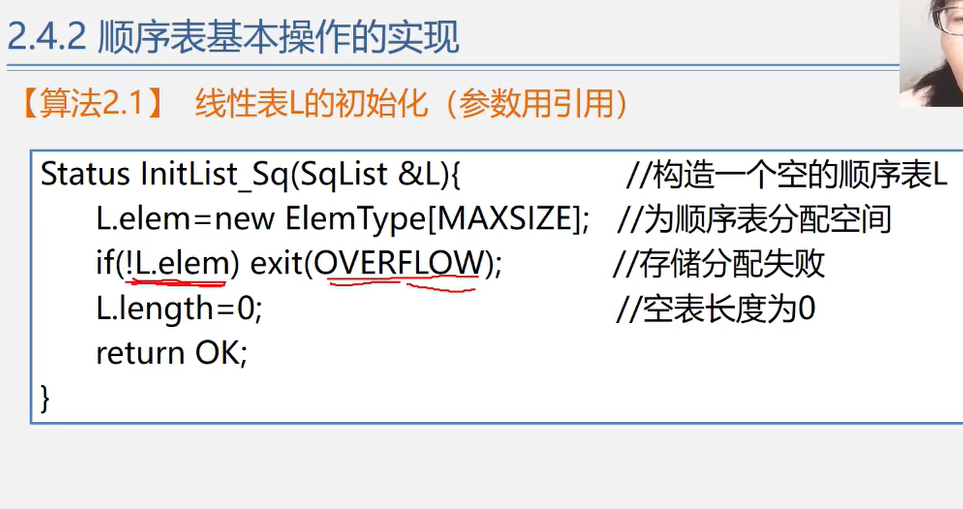 2.4.2 顺序表基本操作的实现
【算法2.1】 线性表L的初始化（参数用引用）
Status InitList_Sq(SqList &L){ //构造一个空的顺序表L
L.elem=new ElemType[MAXSIZE]; //为顺序表分配空间
if(!L.elem) exit(OVERFLOW); //存储分配失败
L.length=0; //空表长度为0
return OK;
}